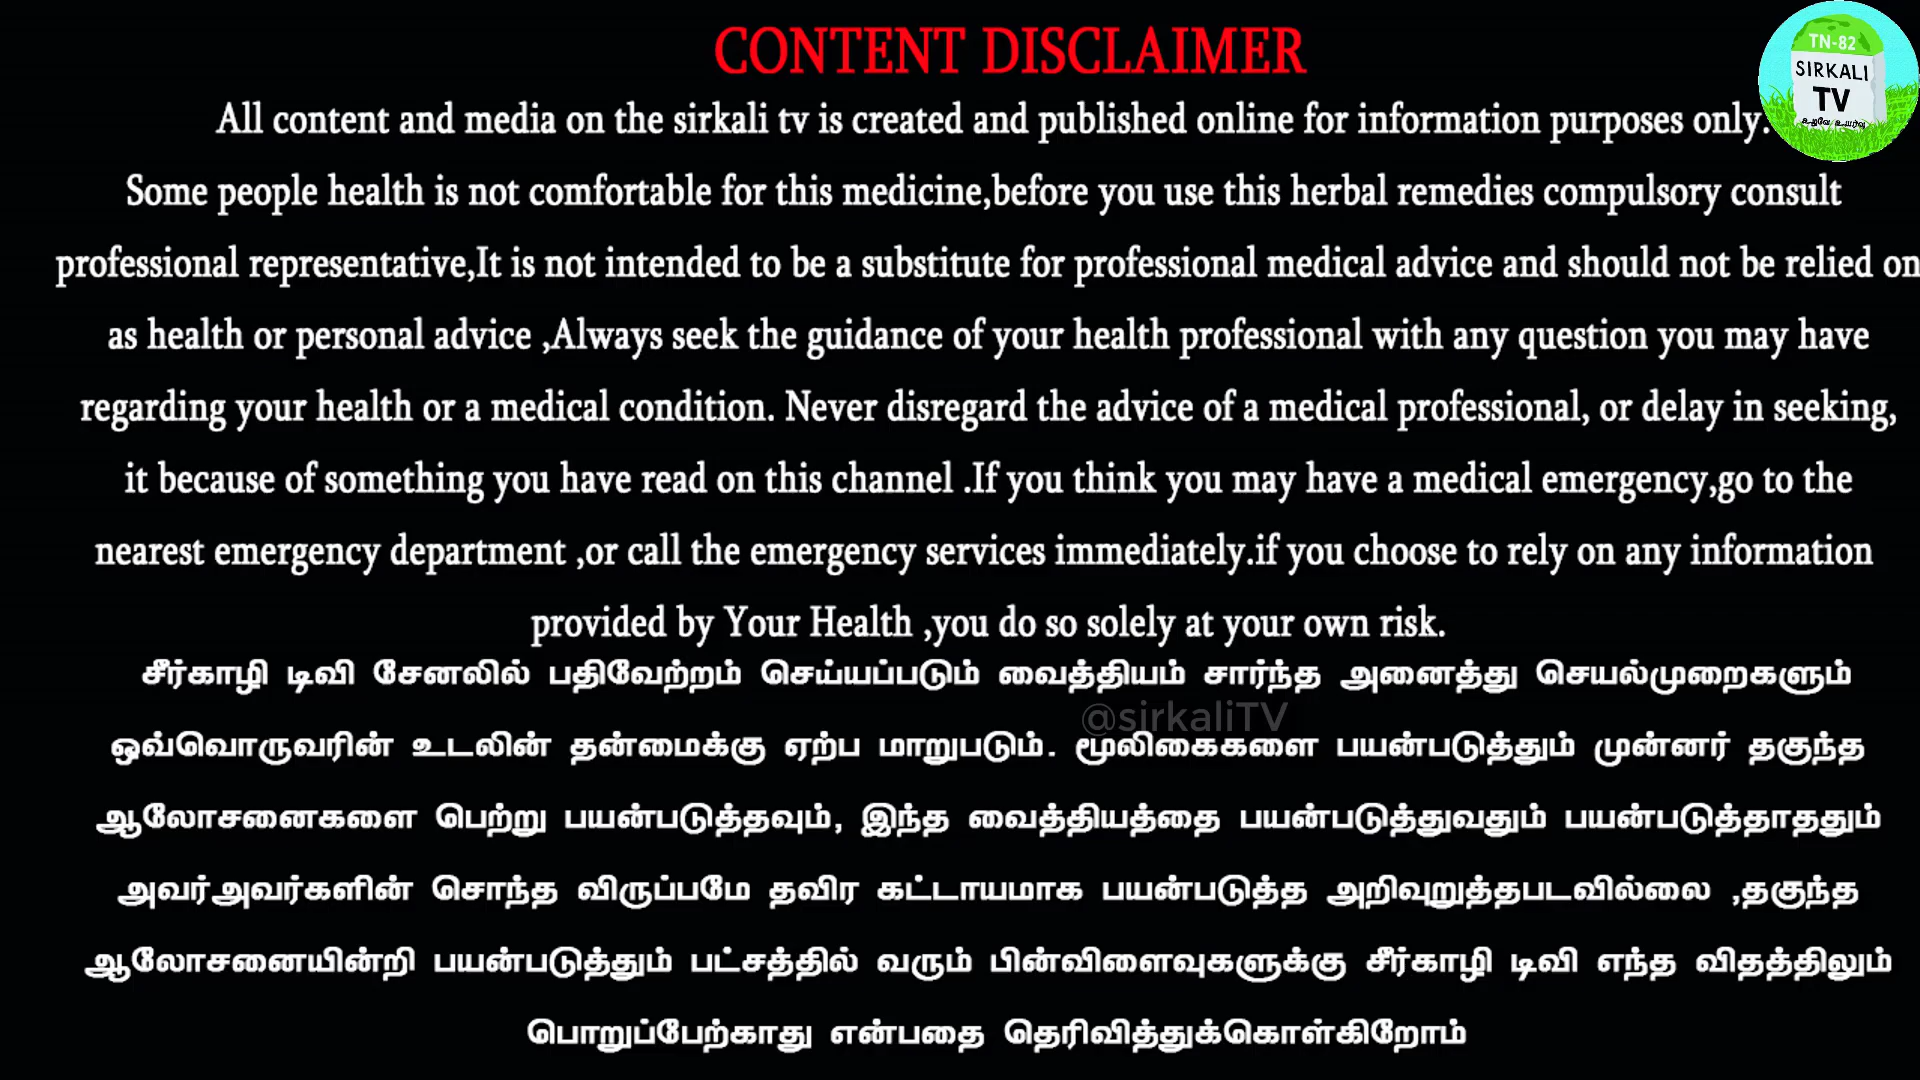 CONTENT DISCLAIMER
TN-82
SIRKALI
TV
உழவே உயர்வு
All content and media on the sirkali tv is created and published online for information purposes only.
Some people health is not comfortable for this medicine,before you use this herbal remedies compulsory consult
professional representative,It is not intended to be a substitute for professional medical advice and should not be relied on
as health or personal advice ,Always seek the guidance of your health professional with any question you may have
regarding your health or a medical condition. Never disregard the advice of a medical professional, or delay in seeking,
it because of something you have read on this channel .If you think you may have a medical emergency,go to the
nearest emergency department ,or call the emergency services immediately.if you choose to rely on any information
provided by Your Health ,you do so solely at your own risk.
சீர்காழி டிவி சேனலில் பதிவேற்றம் செய்யப்படும் வைத்தியம் சார்ந்த அனைத்து செயல்முறைகளும்
@sirkaliTV
ஒவ்வொருவரின் உடலின் தன்மைக்கு ஏற்ப மாறுபடும். மூலிகைகளை பயன்படுத்தும் முன்னர் தகுந்த
ஆலோசனைகளை பெற்று பயன்படுத்தவும், இந்த வைத்தியத்தை பயன்படுத்துவதும் பயன்படுத்தாததும்
அவர்அவர்களின் சொந்த விருப்பமே தவிர கட்டாயமாக பயன்படுத்த அறிவுறுத்தபடவில்லை ,தகுந்த
ஆலோசனையின்றி பயன்படுத்தும் பட்சத்தில் வரும் பின்விளைவுகளுக்கு சீர்காழி டிவி எந்த விதத்திலும்
பொறுப்பேற்காது என்பதை தெரிவித்துக்கொள்கிறோம்